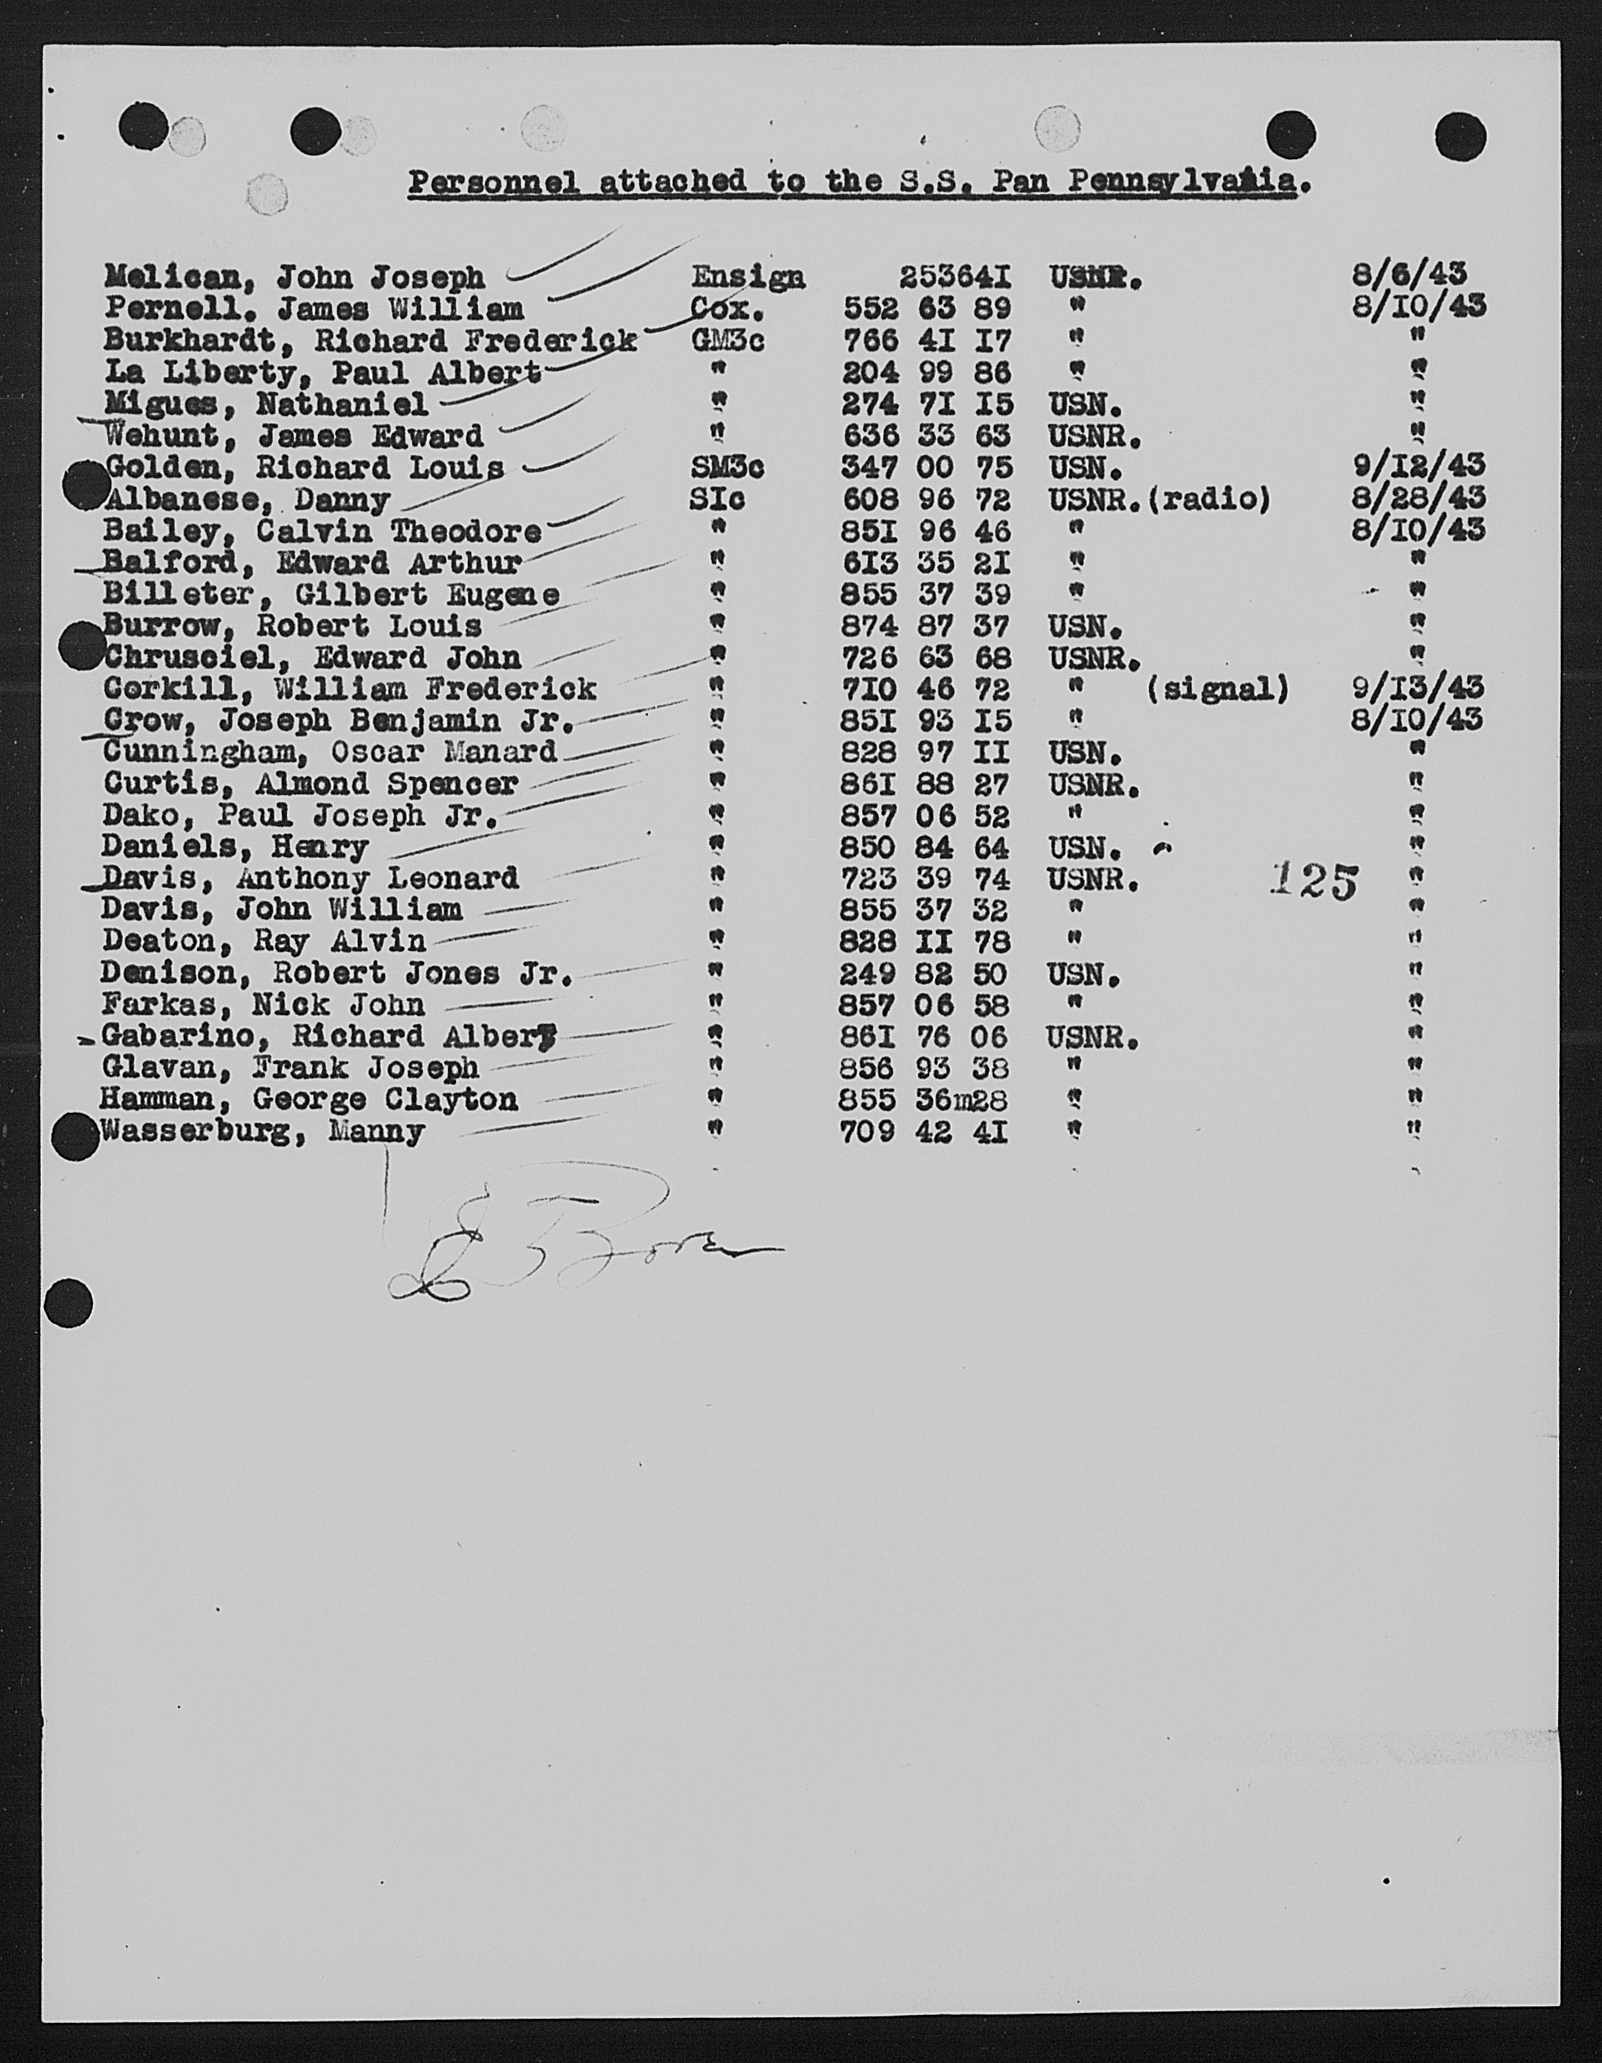 Personnel attached to the S.S. Pan Pennsylvania.
Melican, John Joseph Ensign 253641 USNR. 8/6/43
Pernell. James William Cox. 552 63 89 " 8/10/43
Burkhardt, Richard Frederick GM3c 766 41 17 " "
La Liberty, Paul Albert " 204 99 86 " "
Migues, Nathaniel " 274 71 15 USN. "
Wehunt, James Edward " 636 33 63 USNR. "
Golden, Richard Louis SM3c 347 00 75 USN. 9/12/43
Albanese, Danny SIc 608 96 72 USNR.(radio) 8/28/43
Bailey, Calvin Theodore " 851 96 46 " 8/10/43
Balford, Edward Arthur " 613 35 21 " "
Billeter, Gilbert Eugene " 855 37 39 " "
Burrow, Robert Louis " 874 87 37 USN. "
Chrusciel, Edward John " 726 63 68 USNR. "
Corkill, William Frederick " 710 46 72 " (signal) 9/13/43
Crow, Joseph Benjamin Jr. " 851 93 15 " 8/10/43
Cunningham, Oscar Manard " 828 97 11 USN. "
Curtis, Almond Spencer " 861 88 27 USNR. "
Dako, Paul Joseph Jr. " 857 06 52 " "
Daniels, Henry " 850 84 64 USN. "
Davis, Anthony Leonard " 723 39 74 USNR. 125 "
Davis, John William " 855 37 32 " "
Deaton, Ray Alvin " 828 11 78 " "
Denison, Robert Jones Jr. " 249 82 50 USN. "
Farkas, Nick John " 857 06 58 " "
Gabarino, Richard Albert " 861 76 06 USNR. "
Glavan, Frank Joseph " 856 93 38 " "
Hamman, George Clayton " 855 36m28 " "
Wasserburg, Manny " 709 42 41 " "